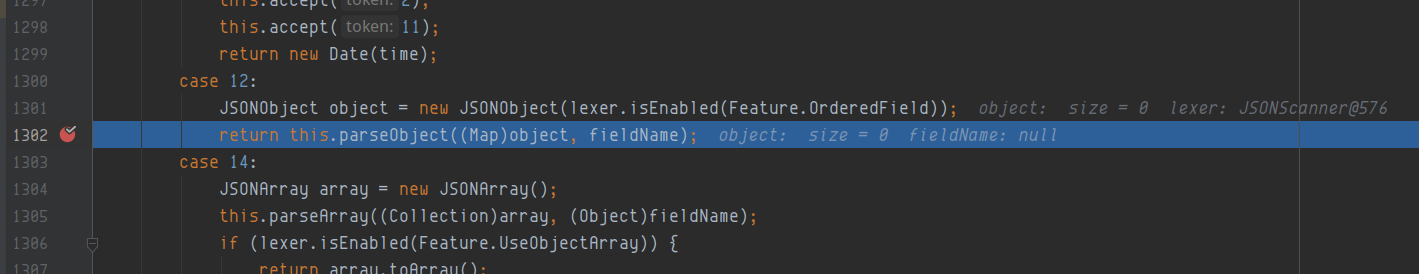 1297 this.accept( token: 2);
1298 this.accept( token: 11);
1299 return new Date(time);
1300 case 12:
1301 JSONObject object = new JSONObject(lexer.isEnabled(Feature.OrderedField)); object: size = 0 lexer: JSONScanner@576
1302 return this.parseObject((Map)object, fieldName); object: size = 0 fieldName: null
1303 case 14:
1304 JSONArray array = new JSONArray();
1305 this.parseArray((Collection)array, (Object)fieldName);
1306 if (lexer.isEnabled(Feature.UseObjectArray)) {
1307 return array.toArray();